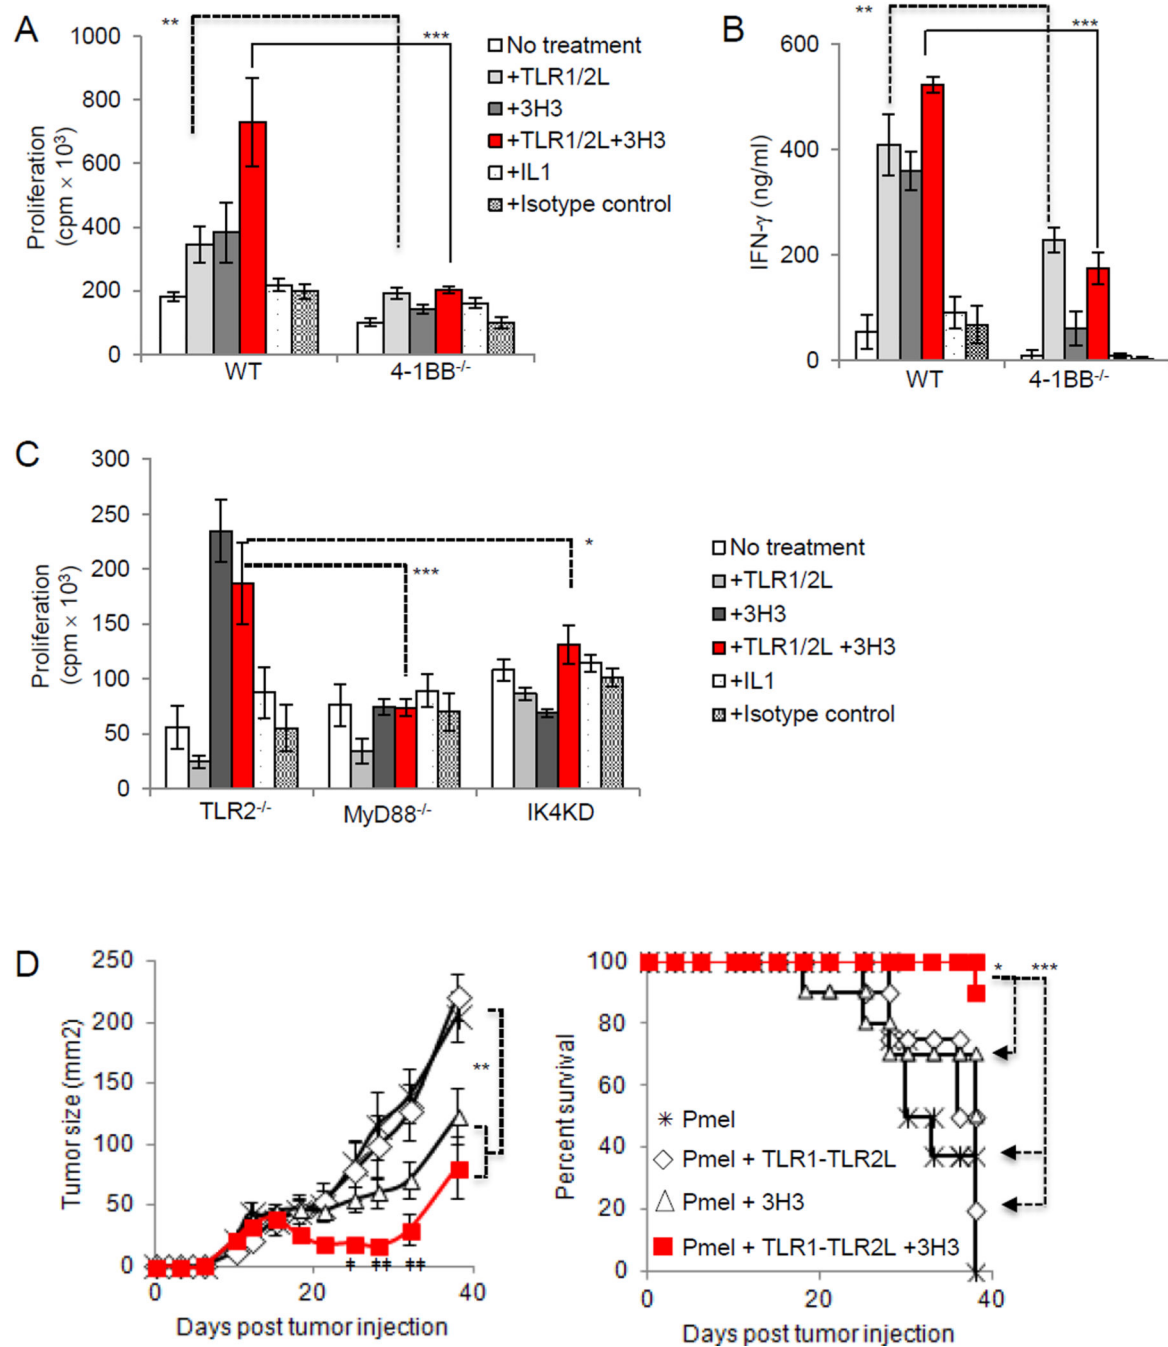 A
**
***
1000
800
600
400
200
0
Proliferation
(cpm × 10³)
WT
4-1BB-/-
No treatment
+TLR1/2L
+3H3
+TLR1/2L+3H3
+IL1
+Isotype control
B
**
***
600
400
200
0
IFN-γ (ng/ml)
WT
4-1BB-/-
C
300
250
200
150
100
50
0
Proliferation
(cpm × 10³)
*
***
TLR2-/-
MyD88-/-
IK4KD
No treatment
+TLR1/2L
+3H3
+TLR1/2L +3H3
+IL1
+Isotype control
D
250
200
150
100
50
0
Tumor size (mm2)
**
‡
‡‡
‡‡
0
20
40
Days post tumor injection
100
80
60
40
20
0
Percent survival
*
***
Pmel
Pmel + TLR1-TLR2L
Pmel + 3H3
Pmel + TLR1-TLR2L +3H3
0
20
40
Days post tumor injection